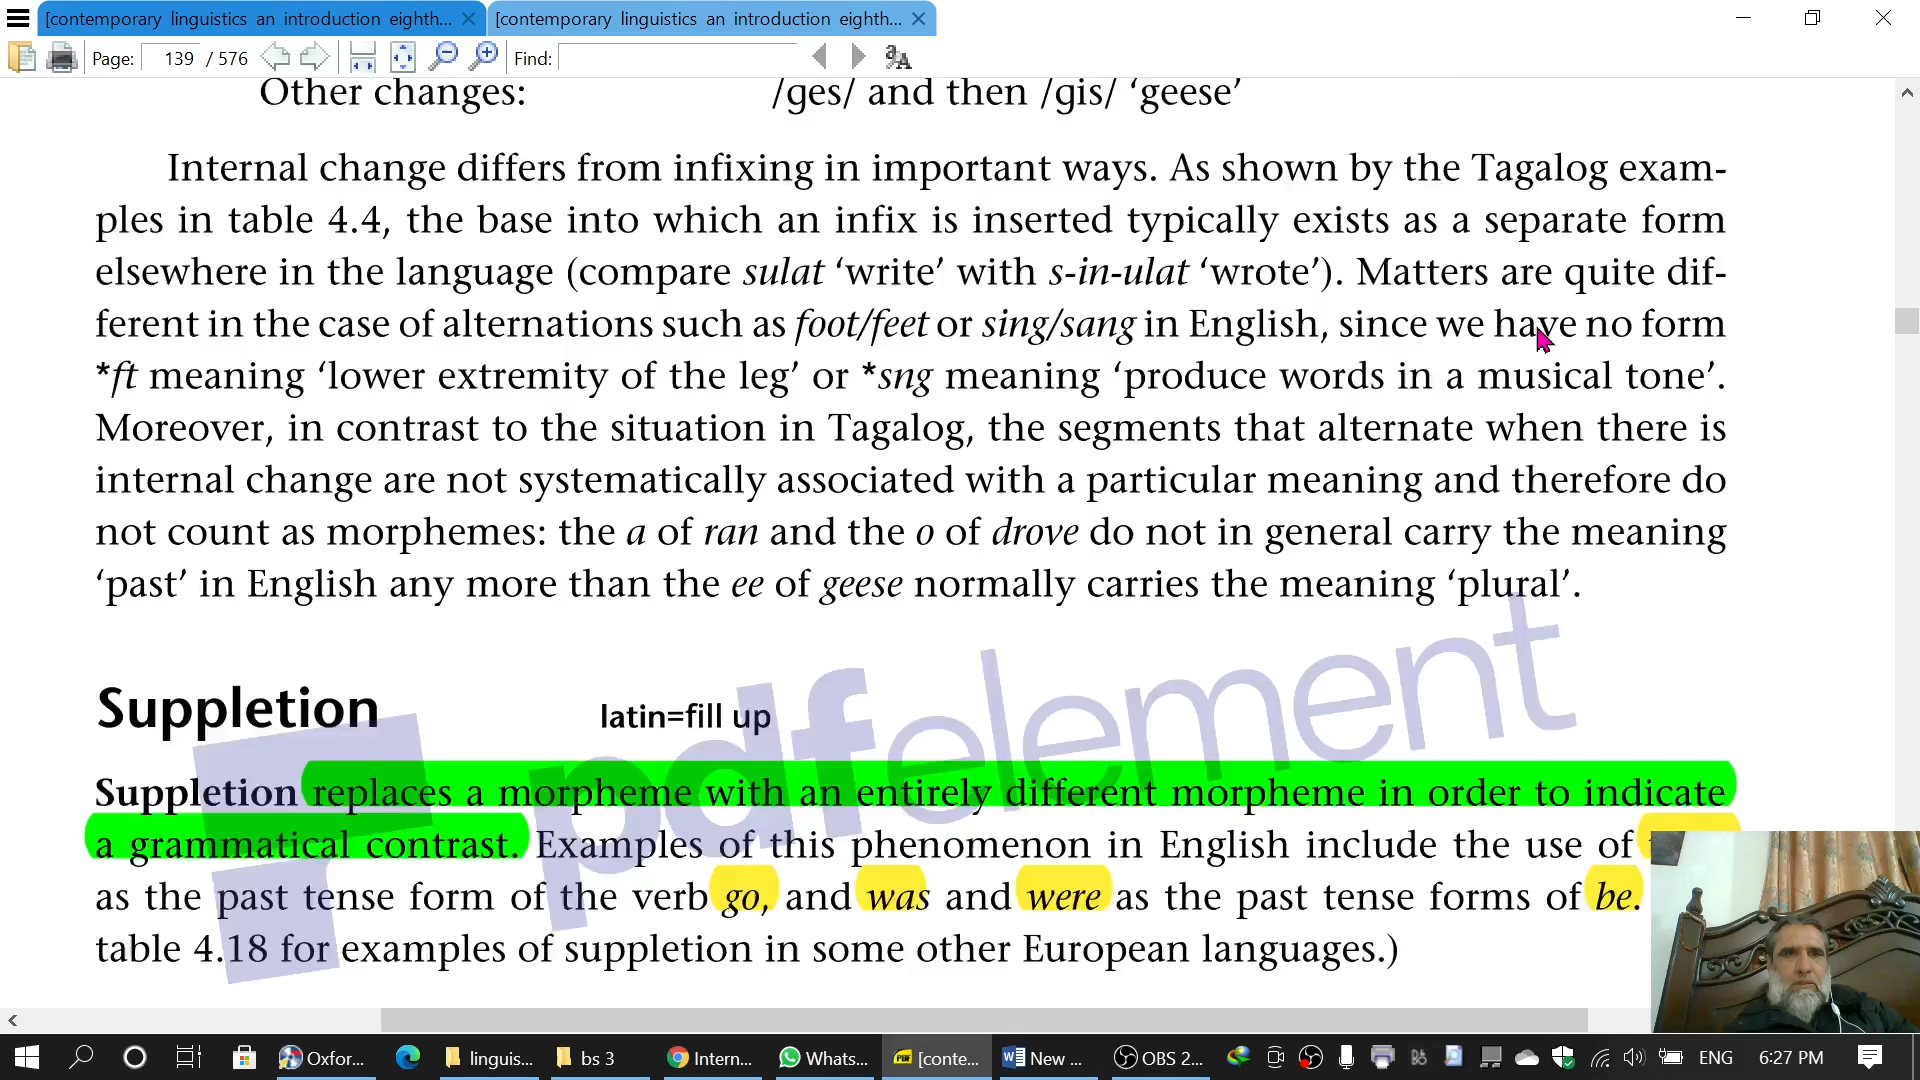 [contemporary linguistics an introduction eighth...
[contemporary linguistics an introduction eighth...
Page: 139 / 576 Find:
Other changes: /ges/ and then /gis/ ‘geese’
Internal change differs from infixing in important ways. As shown by the Tagalog exam-
ples in table 4.4, the base into which an infix is inserted typically exists as a separate form
elsewhere in the language (compare sulat ‘write’ with s-in-ulat ‘wrote’). Matters are quite dif-
ferent in the case of alternations such as foot/feet or sing/sang in English, since we have no form
*ft meaning ‘lower extremity of the leg’ or *sng meaning ‘produce words in a musical tone’.
Moreover, in contrast to the situation in Tagalog, the segments that alternate when there is
internal change are not systematically associated with a particular meaning and therefore do
not count as morphemes: the a of ran and the o of drove do not in general carry the meaning
‘past’ in English any more than the ee of geese normally carries the meaning ‘plural’.
Suppletion latin=fill up
pdfelement
Suppletion replaces a morpheme with an entirely different morpheme in order to indicate
a grammatical contrast. Examples of this phenomenon in English include the use of
as the past tense form of the verb go, and was and were as the past tense forms of be.
table 4.18 for examples of suppletion in some other European languages.)
Oxfor... linguis... bs 3 Intern... Whats... [conte... New ... OBS 2... ENG 6:27 PM